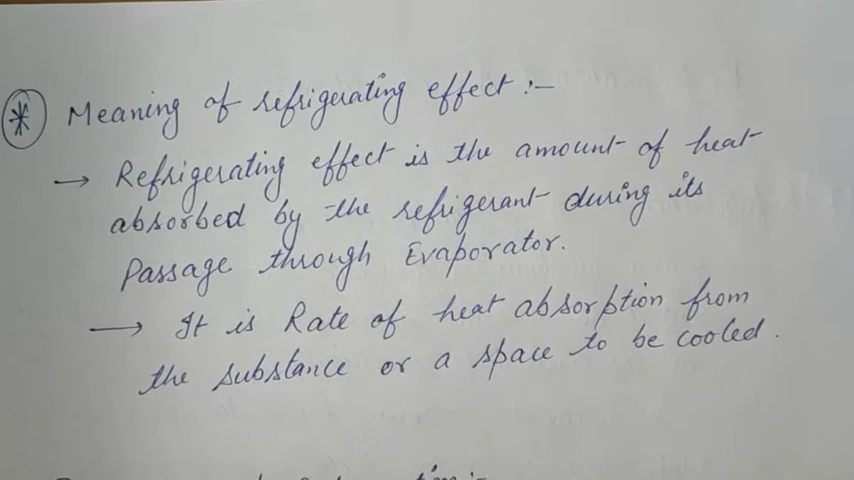 * Meaning of refrigerating effect :-
→ Refrigerating effect is the amount of heat
absorbed by the refrigerant during its
Passage through Evaporator.
→ It is Rate of heat absorption from
the substance or a space to be cooled.